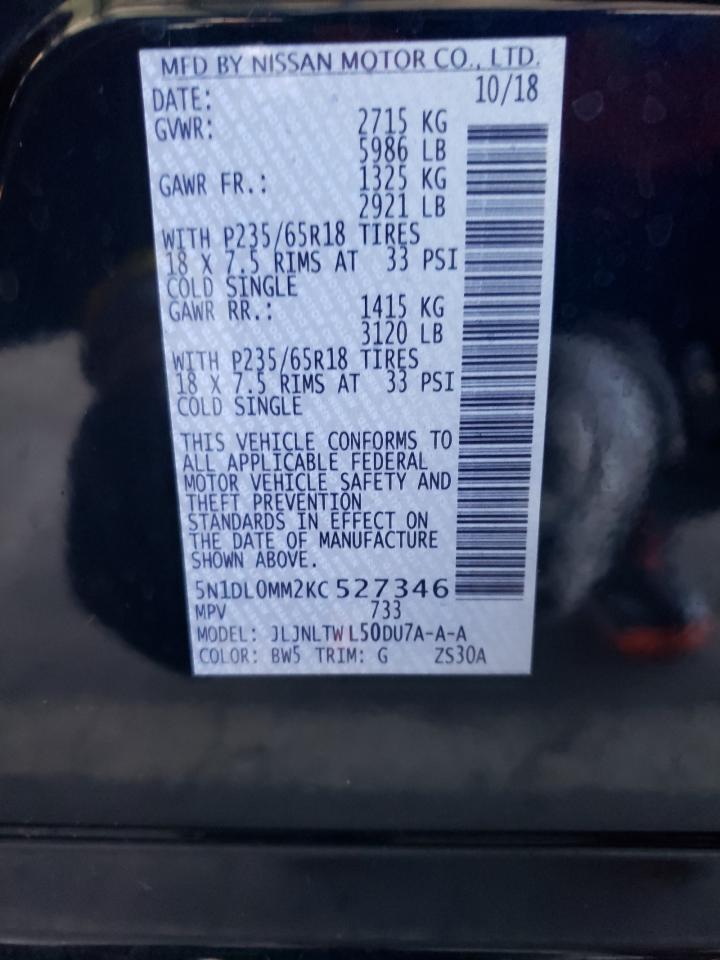 MFD BY NISSAN MOTOR CO., LTD.
DATE: 10/18
GVWR: 2715 KG
5986 LB
GAWR FR.: 1325 KG
2921 LB
WITH P235/65R18 TIRES
18 X 7.5 RIMS AT 33 PSI
COLD SINGLE
GAWR RR.: 1415 KG
3120 LB
WITH P235/65R18 TIRES
18 X 7.5 RIMS AT 33 PSI
COLD SINGLE
THIS VEHICLE CONFORMS TO
ALL APPLICABLE FEDERAL
MOTOR VEHICLE SAFETY AND
THEFT PREVENTION
STANDARDS IN EFFECT ON
THE DATE OF MANUFACTURE
SHOWN ABOVE.
5N1DL0MM2KC 527346
MPV 733
MODEL: JLJNLTWL50DU7A-A-A
COLOR: BW5 TRIM: G ZS30A